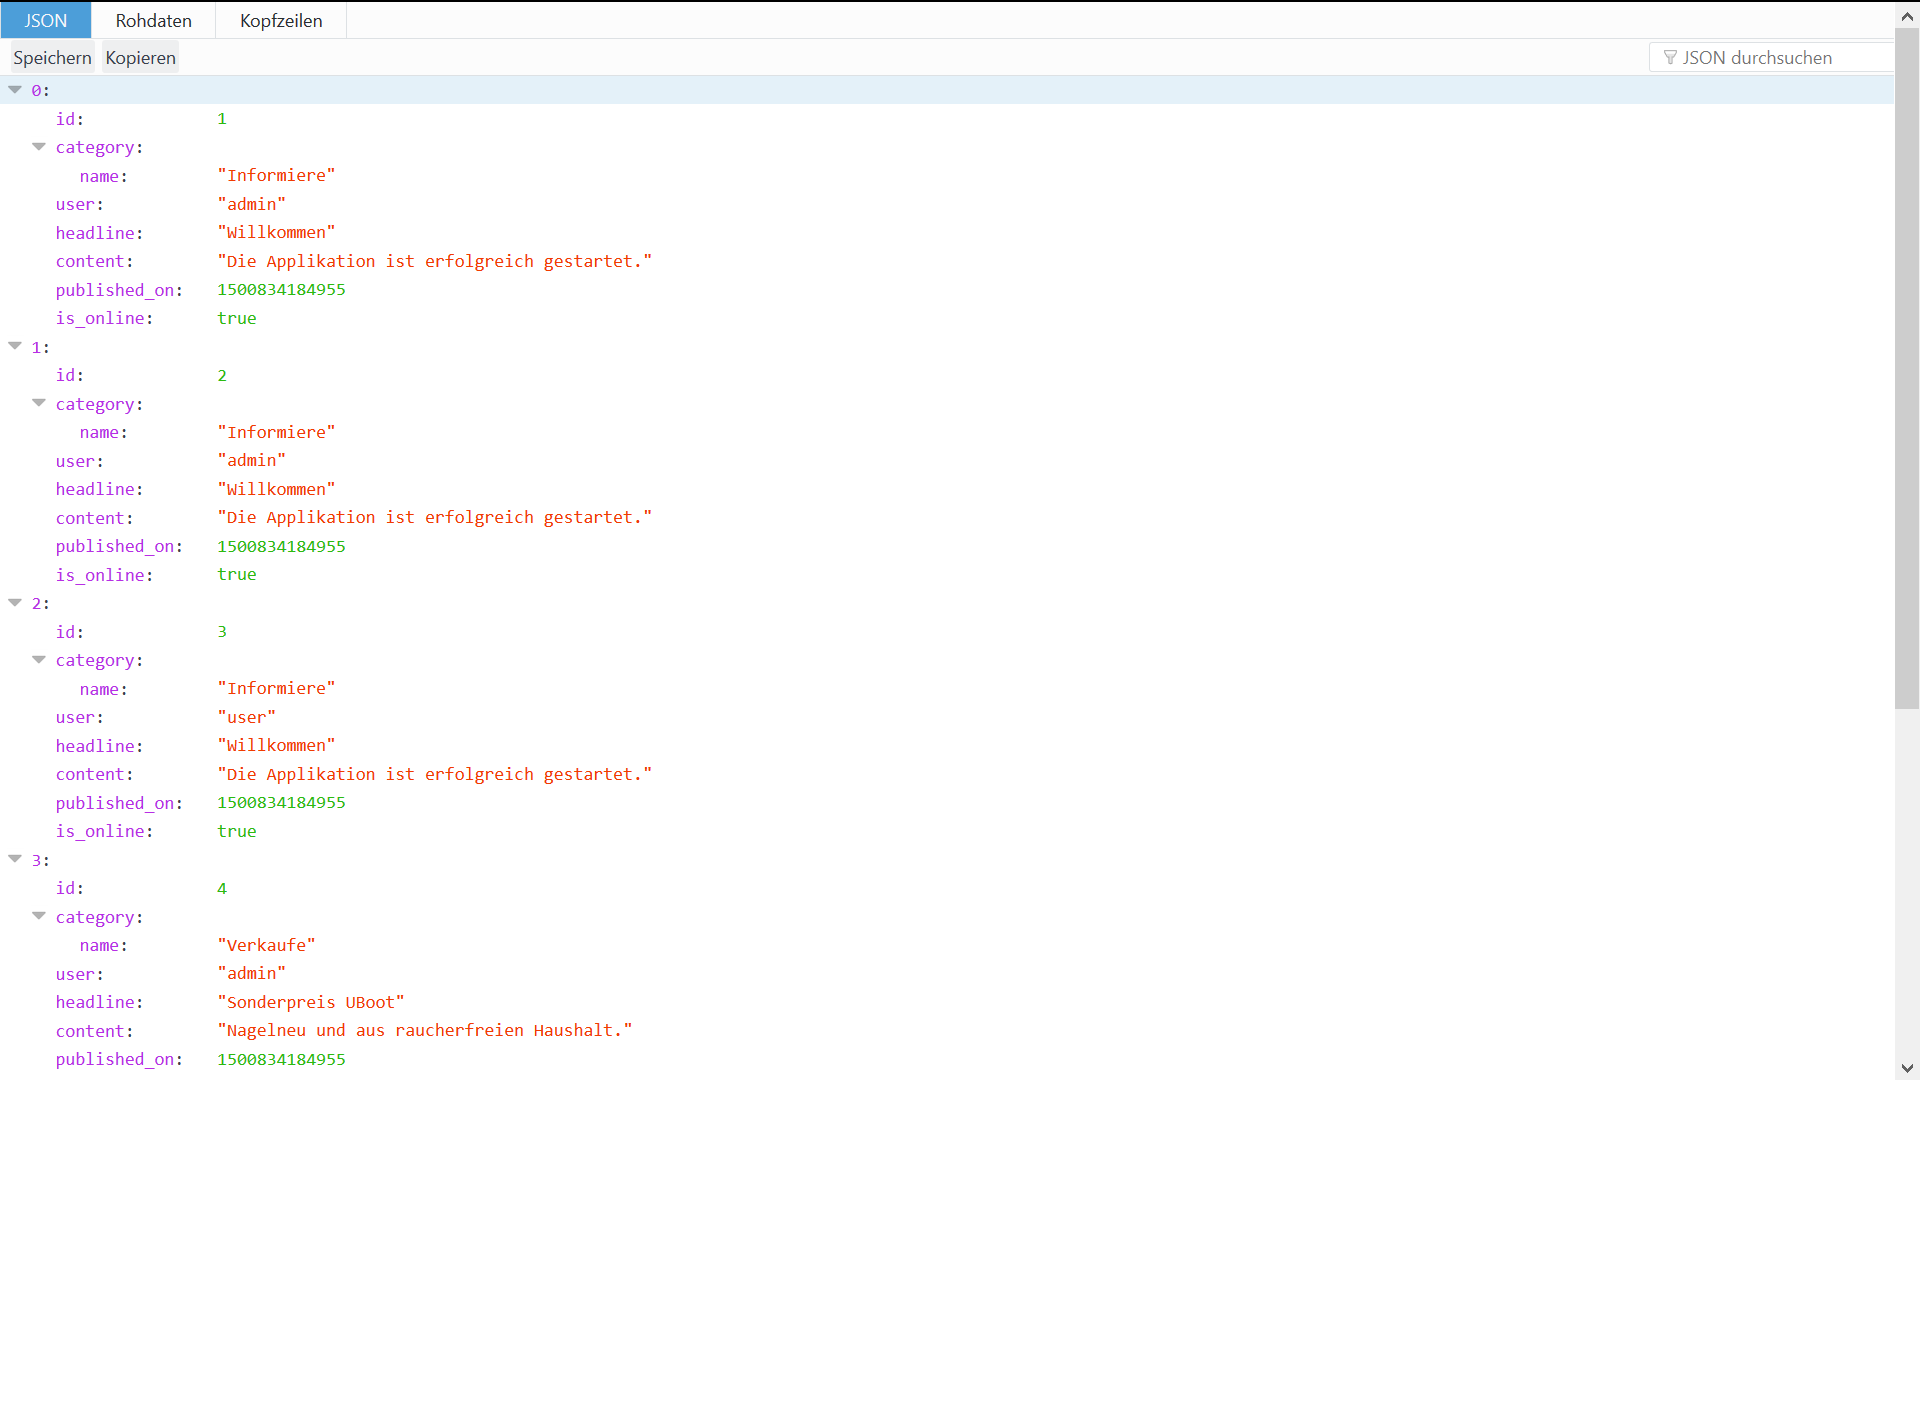 JSON Rohdaten Kopfzeilen
Speichern Kopieren JSON durchsuchen
0:
id: 1
category:
name: "Informiere"
user: "admin"
headline: "Willkommen"
content: "Die Applikation ist erfolgreich gestartet."
published_on: 1500834184955
is_online: true
1:
id: 2
category:
name: "Informiere"
user: "admin"
headline: "Willkommen"
content: "Die Applikation ist erfolgreich gestartet."
published_on: 1500834184955
is_online: true
2:
id: 3
category:
name: "Informiere"
user: "user"
headline: "Willkommen"
content: "Die Applikation ist erfolgreich gestartet."
published_on: 1500834184955
is_online: true
3:
id: 4
category:
name: "Verkaufe"
user: "admin"
headline: "Sonderpreis UBoot"
content: "Nagelneu und aus raucherfreien Haushalt."
published_on: 1500834184955